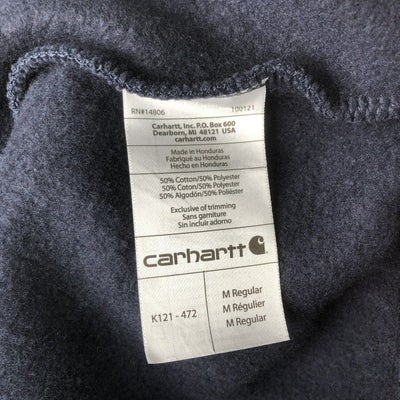 RN#14806 100121
Carhartt, Inc. P.O. Box 600
Dearborn, MI 48121 USA
carhartt.com
Made in Honduras
Fabriqué au Honduras
Hecho en Honduras
50% Cotton/50% Polyester
50% Coton/50% Polyester
50% Algodón/50% Poliéster
Exclusive of trimming
Sans garniture
Sin incluir adorno
carhartt
K121 - 472
M Regular
M Régulier
M Regular